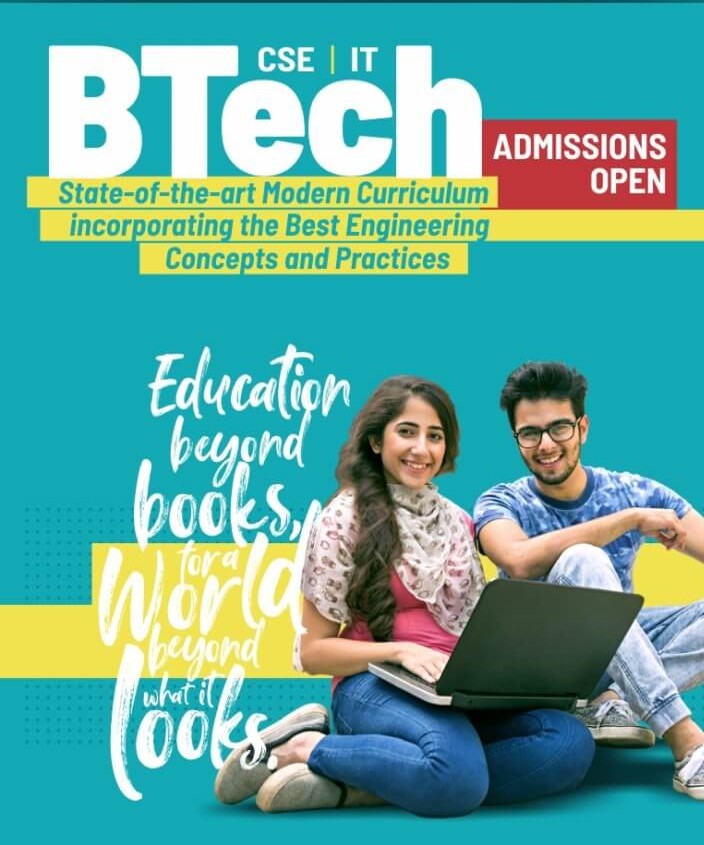 CSE | IT
BTech
ADMISSIONS
OPEN
State-of-the-art Modern Curriculum
incorporating the Best Engineering
Concepts and Practices
Education
beyond
books,
for a
World
beyond
what it
looks.